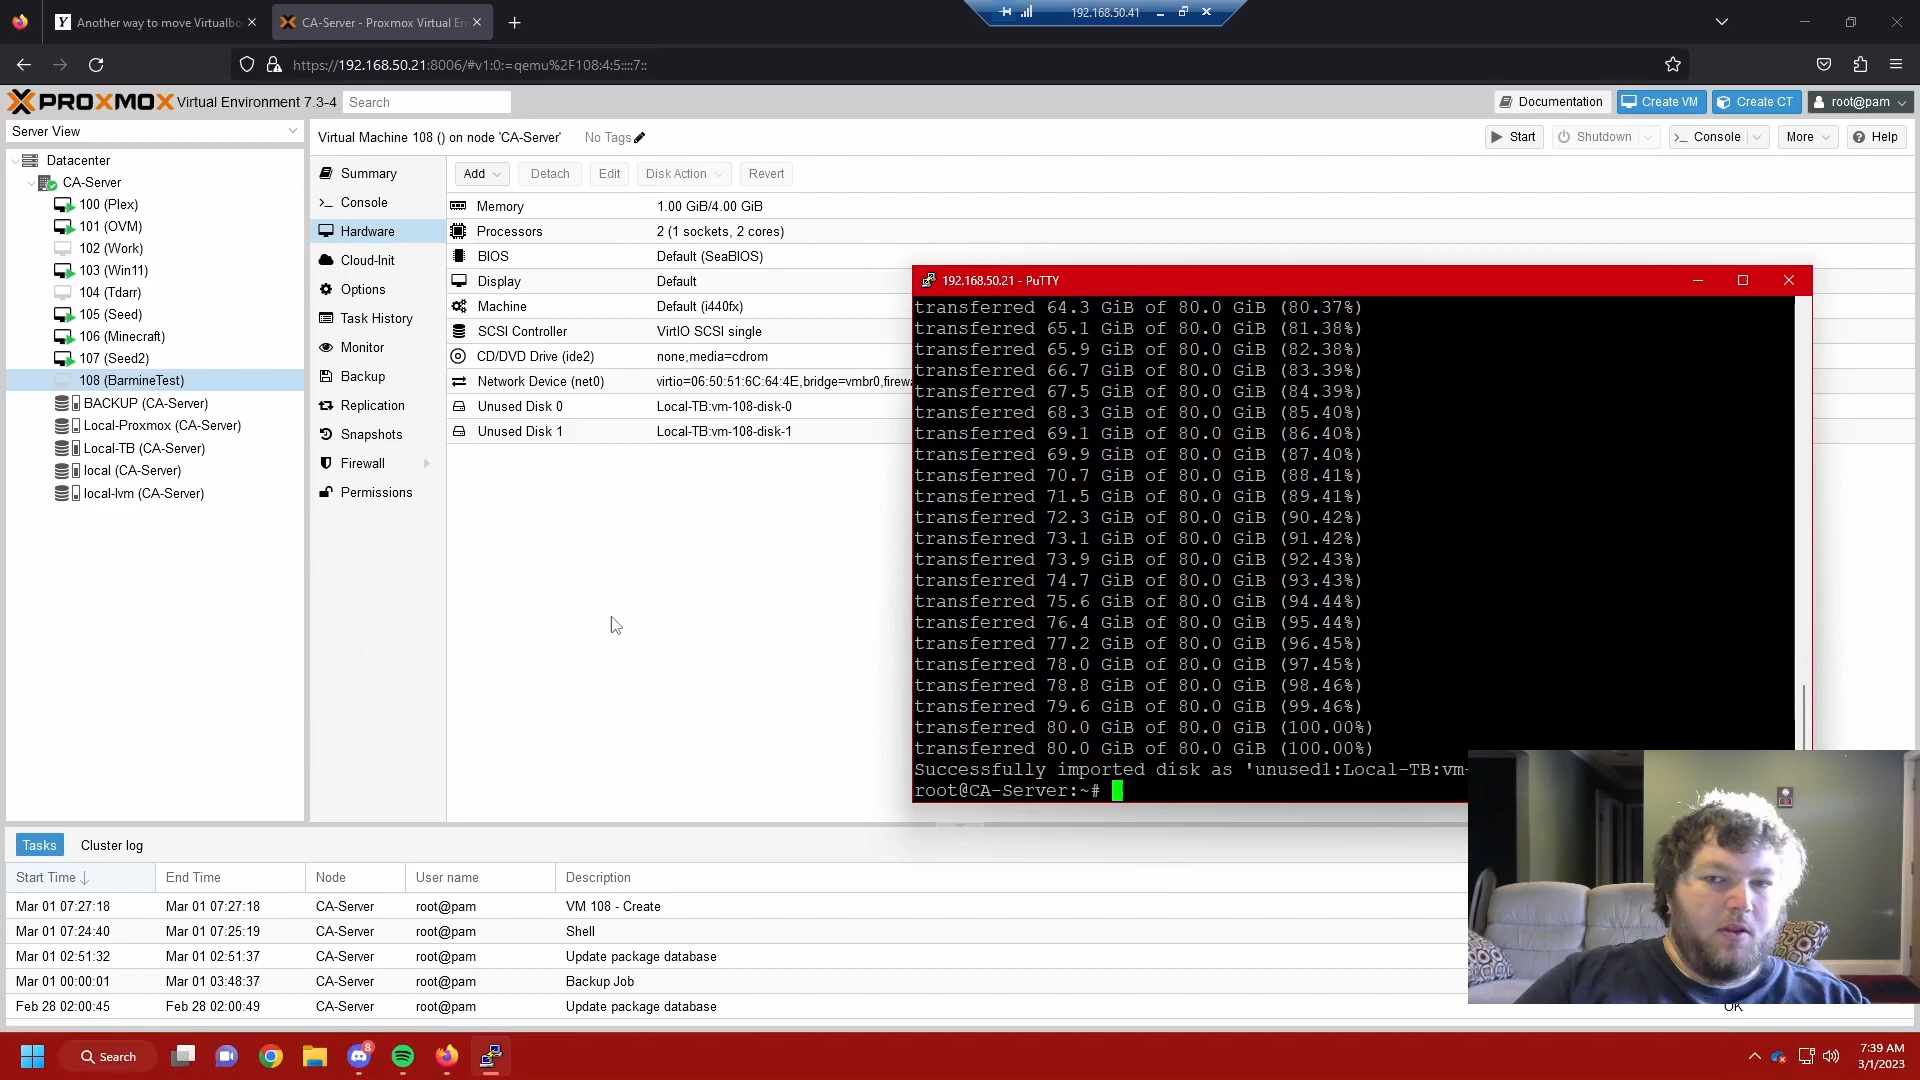 Another way to move Virtualbo
CA-Server - Proxmox Virtual En
192.168.50.41
https://192.168.50.21:8006/#v1:0:=qemu%2F108:4:5::::7::
PROXMOX Virtual Environment 7.3-4
Search
Documentation
Create VM
Create CT
root@pam
Server View
Virtual Machine 108 () on node 'CA-Server'
No Tags
Start
Shutdown
Console
More
Help
Datacenter
CA-Server
100 (Plex)
101 (OVM)
102 (Work)
103 (Win11)
104 (Tdarr)
105 (Seed)
106 (Minecraft)
107 (Seed2)
108 (BarmineTest)
BACKUP (CA-Server)
Local-Proxmox (CA-Server)
Local-TB (CA-Server)
local (CA-Server)
local-lvm (CA-Server)
Summary
Console
Hardware
Cloud-Init
Options
Task History
Monitor
Backup
Replication
Snapshots
Firewall
Permissions
Add
Detach
Edit
Disk Action
Revert
Memory 1.00 GiB/4.00 GiB
Processors 2 (1 sockets, 2 cores)
BIOS Default (SeaBIOS)
Display Default
Machine Default (i440fx)
SCSI Controller VirtIO SCSI single
CD/DVD Drive (ide2) none,media=cdrom
Network Device (net0) virtio=06:50:51:6C:64:4E,bridge=vmbr0,firewa
Unused Disk 0 Local-TB:vm-108-disk-0
Unused Disk 1 Local-TB:vm-108-disk-1
192.168.50.21 - PuTTY
transferred 64.3 GiB of 80.0 GiB (80.37%)
transferred 65.1 GiB of 80.0 GiB (81.38%)
transferred 65.9 GiB of 80.0 GiB (82.38%)
transferred 66.7 GiB of 80.0 GiB (83.39%)
transferred 67.5 GiB of 80.0 GiB (84.39%)
transferred 68.3 GiB of 80.0 GiB (85.40%)
transferred 69.1 GiB of 80.0 GiB (86.40%)
transferred 69.9 GiB of 80.0 GiB (87.40%)
transferred 70.7 GiB of 80.0 GiB (88.41%)
transferred 71.5 GiB of 80.0 GiB (89.41%)
transferred 72.3 GiB of 80.0 GiB (90.42%)
transferred 73.1 GiB of 80.0 GiB (91.42%)
transferred 73.9 GiB of 80.0 GiB (92.43%)
transferred 74.7 GiB of 80.0 GiB (93.43%)
transferred 75.6 GiB of 80.0 GiB (94.44%)
transferred 76.4 GiB of 80.0 GiB (95.44%)
transferred 77.2 GiB of 80.0 GiB (96.45%)
transferred 78.0 GiB of 80.0 GiB (97.45%)
transferred 78.8 GiB of 80.0 GiB (98.46%)
transferred 79.6 GiB of 80.0 GiB (99.46%)
transferred 80.0 GiB of 80.0 GiB (100.00%)
transferred 80.0 GiB of 80.0 GiB (100.00%)
Successfully imported disk as 'unused1:Local-TB:vm-
root@CA-Server:~#
Tasks
Cluster log
Start Time End Time Node User name Description
Mar 01 07:27:18 Mar 01 07:27:18 CA-Server root@pam VM 108 - Create
Mar 01 07:24:40 Mar 01 07:25:19 CA-Server root@pam Shell
Mar 01 02:51:32 Mar 01 02:51:37 CA-Server root@pam Update package database
Mar 01 00:00:01 Mar 01 03:48:37 CA-Server root@pam Backup Job
Feb 28 02:00:45 Feb 28 02:00:49 CA-Server root@pam Update package database OK
Search
8
7:39 AM
3/1/2023